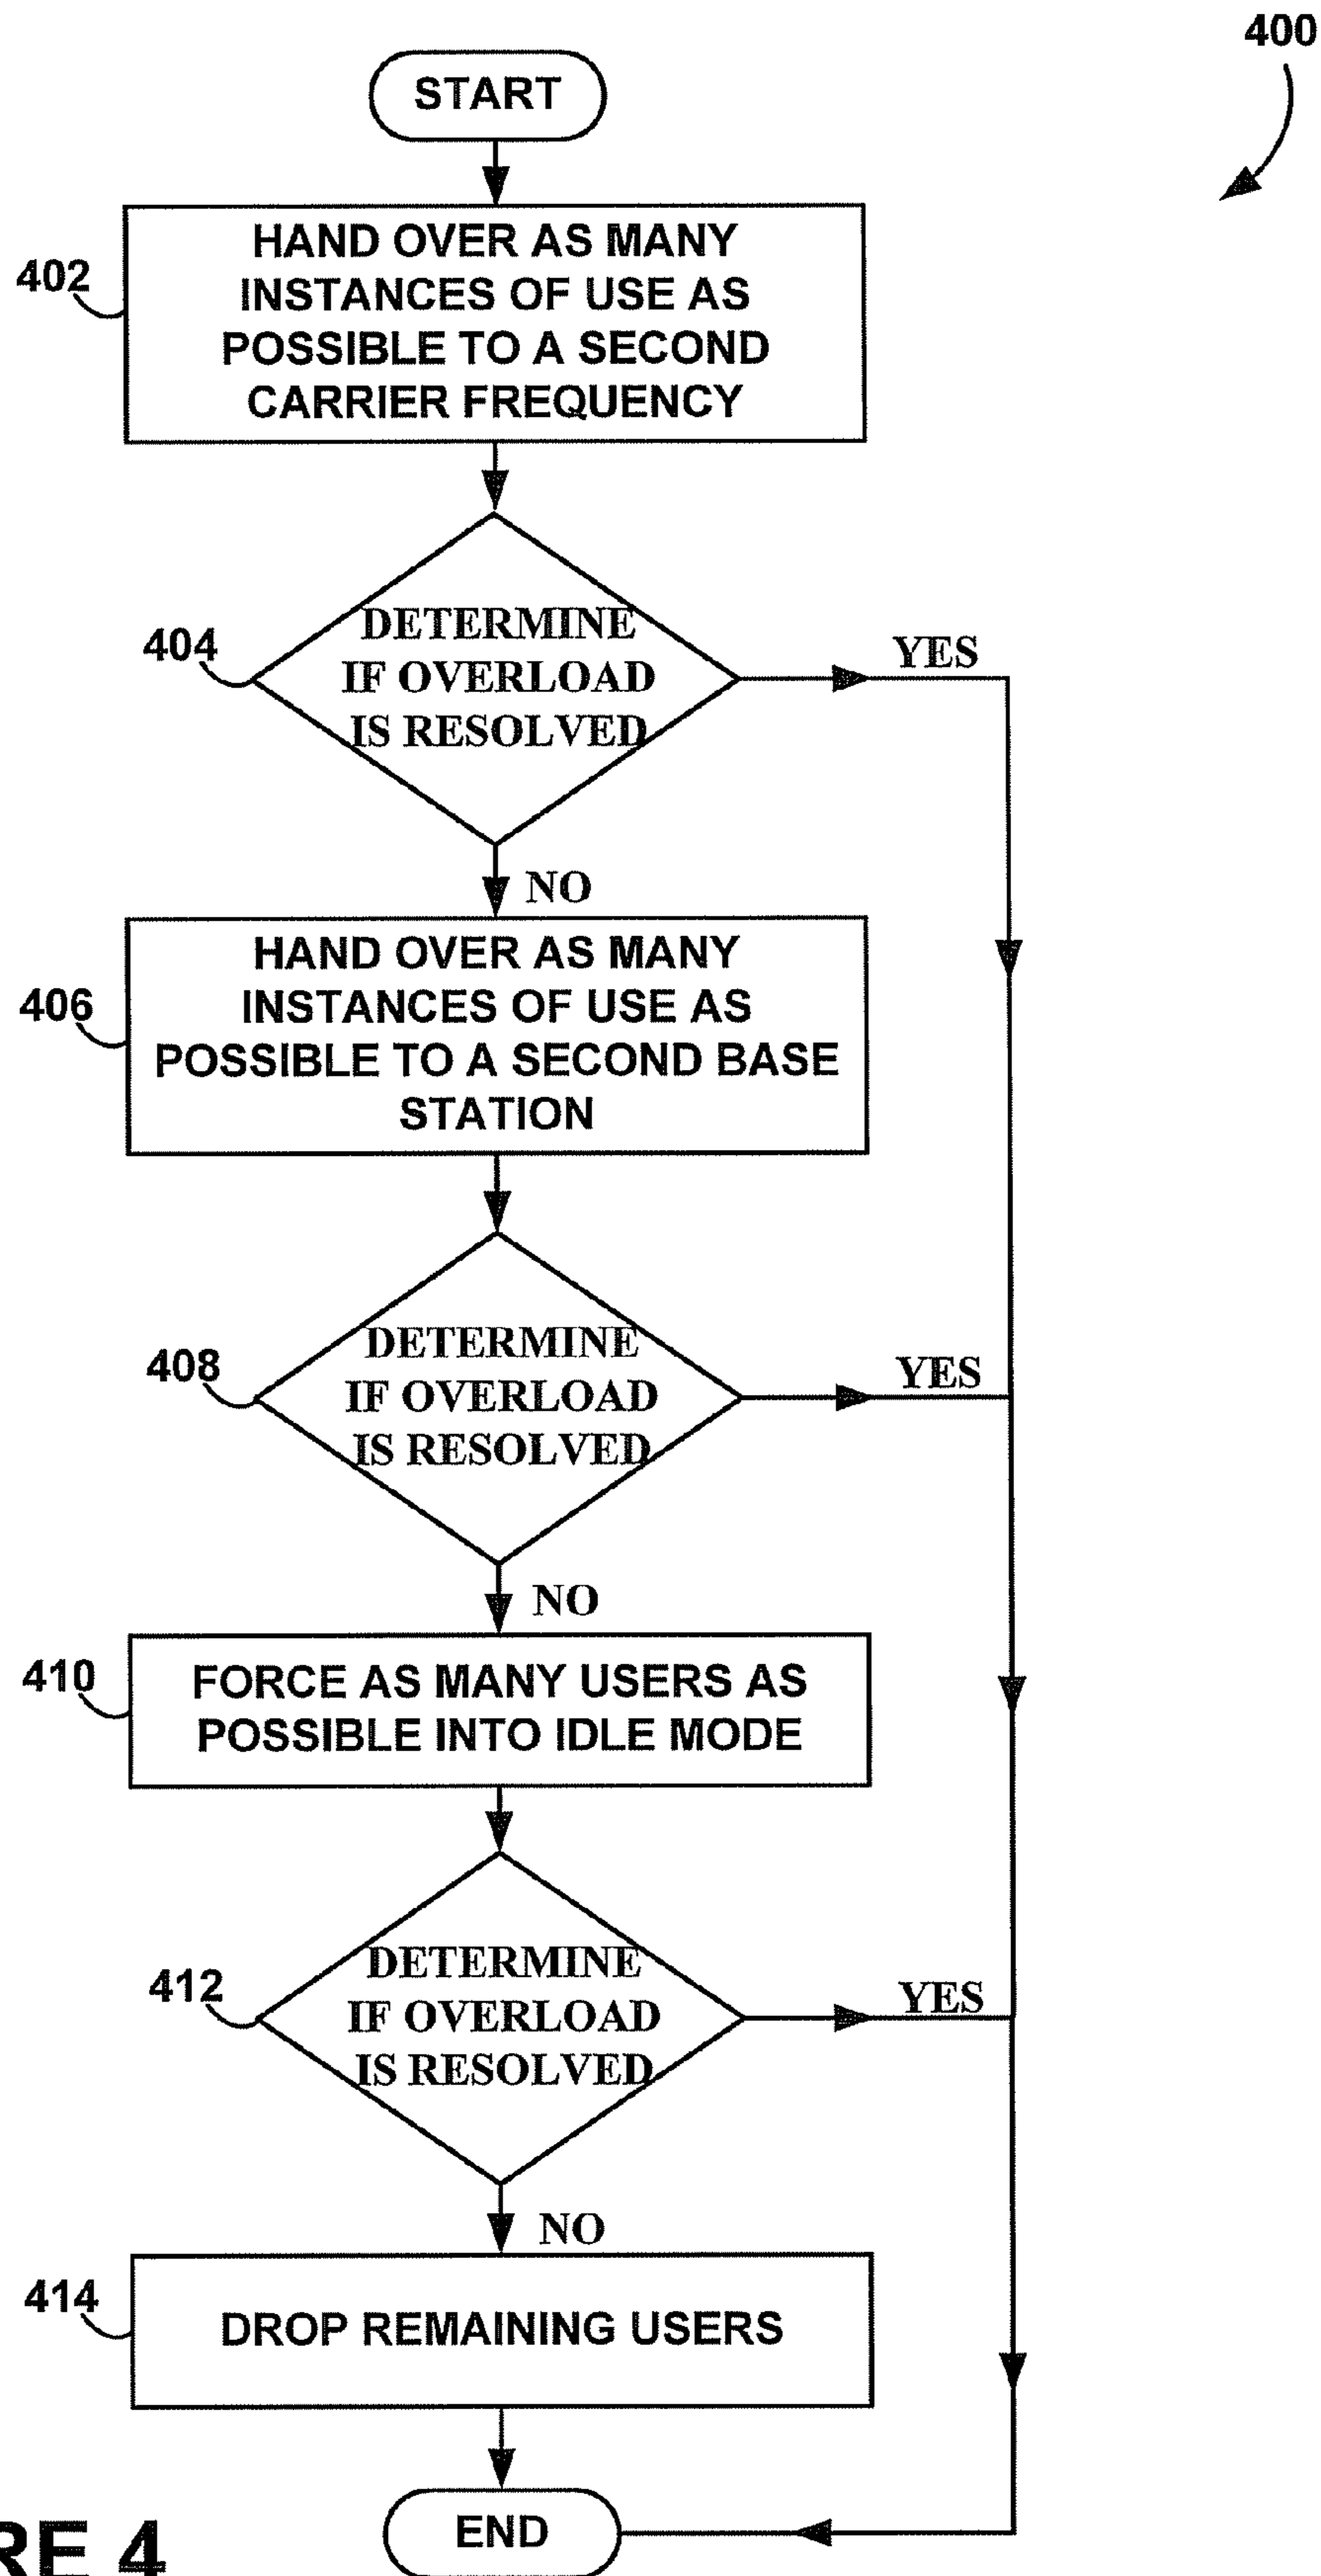 400
START
402
HAND OVER AS MANY
INSTANCES OF USE AS
POSSIBLE TO A SECOND
CARRIER FREQUENCY
404
DETERMINE
IF OVERLOAD
IS RESOLVED
YES
NO
406
HAND OVER AS MANY
INSTANCES OF USE AS
POSSIBLE TO A SECOND BASE
STATION
408
DETERMINE
IF OVERLOAD
IS RESOLVED
YES
NO
410
FORCE AS MANY USERS AS
POSSIBLE INTO IDLE MODE
412
DETERMINE
IF OVERLOAD
IS RESOLVED
YES
NO
414
DROP REMAINING USERS
END
RE 4